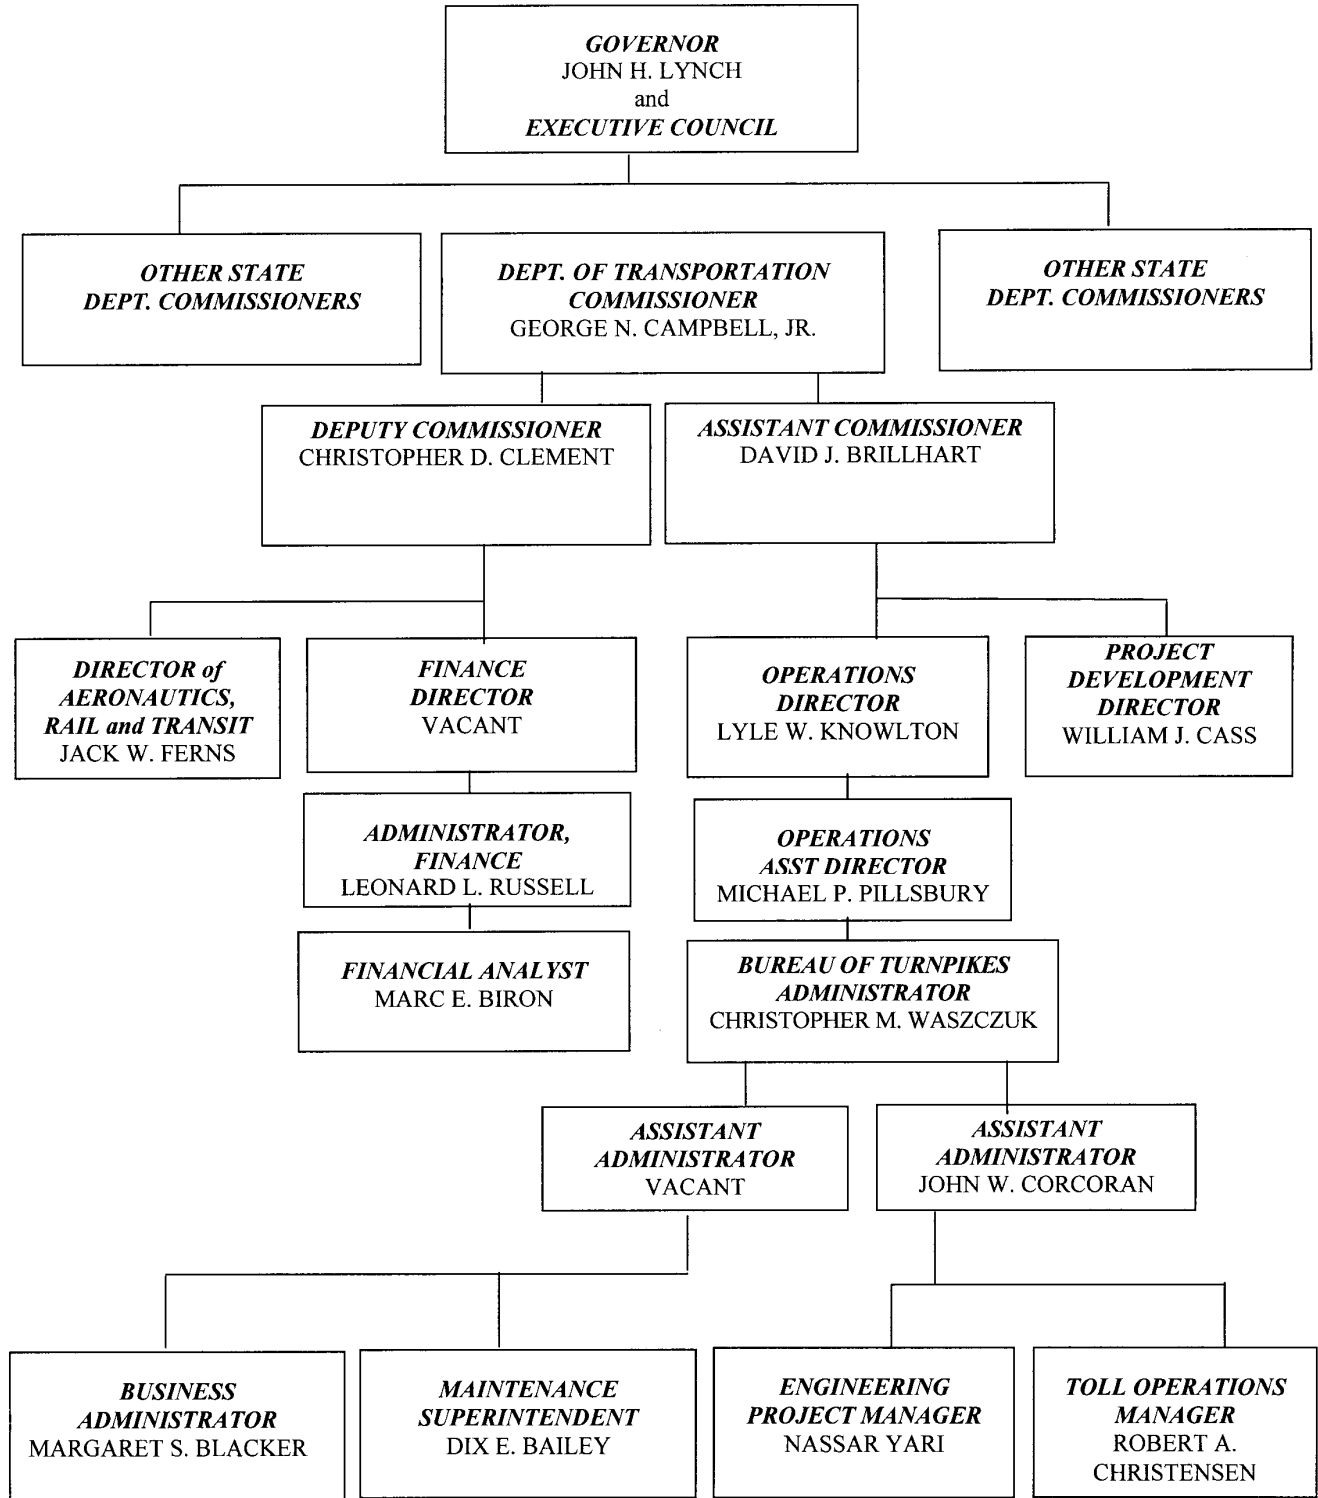 GOVERNOR
JOHN H. LYNCH
and
EXECUTIVE COUNCIL
OTHER STATE
DEPT. COMMISSIONERS
DEPT. OF TRANSPORTATION
COMMISSIONER
GEORGE N. CAMPBELL, JR.
OTHER STATE
DEPT. COMMISSIONERS
DEPUTY COMMISSIONER
CHRISTOPHER D. CLEMENT
ASSISTANT COMMISSIONER
DAVID J. BRILLHART
DIRECTOR of
AERONAUTICS,
RAIL and TRANSIT
JACK W. FERNS
FINANCE
DIRECTOR
VACANT
OPERATIONS
DIRECTOR
LYLE W. KNOWLTON
PROJECT
DEVELOPMENT
DIRECTOR
WILLIAM J. CASS
ADMINISTRATOR,
FINANCE
LEONARD L. RUSSELL
OPERATIONS
ASST DIRECTOR
MICHAEL P. PILLSBURY
FINANCIAL ANALYST
MARC E. BIRON
BUREAU OF TURNPIKES
ADMINISTRATOR
CHRISTOPHER M. WASZCZUK
ASSISTANT
ADMINISTRATOR
VACANT
ASSISTANT
ADMINISTRATOR
JOHN W. CORCORAN
BUSINESS
ADMINISTRATOR
MARGARET S. BLACKER
MAINTENANCE
SUPERINTENDENT
DIX E. BAILEY
ENGINEERING
PROJECT MANAGER
NASSAR YARI
TOLL OPERATIONS
MANAGER
ROBERT A.
CHRISTENSEN